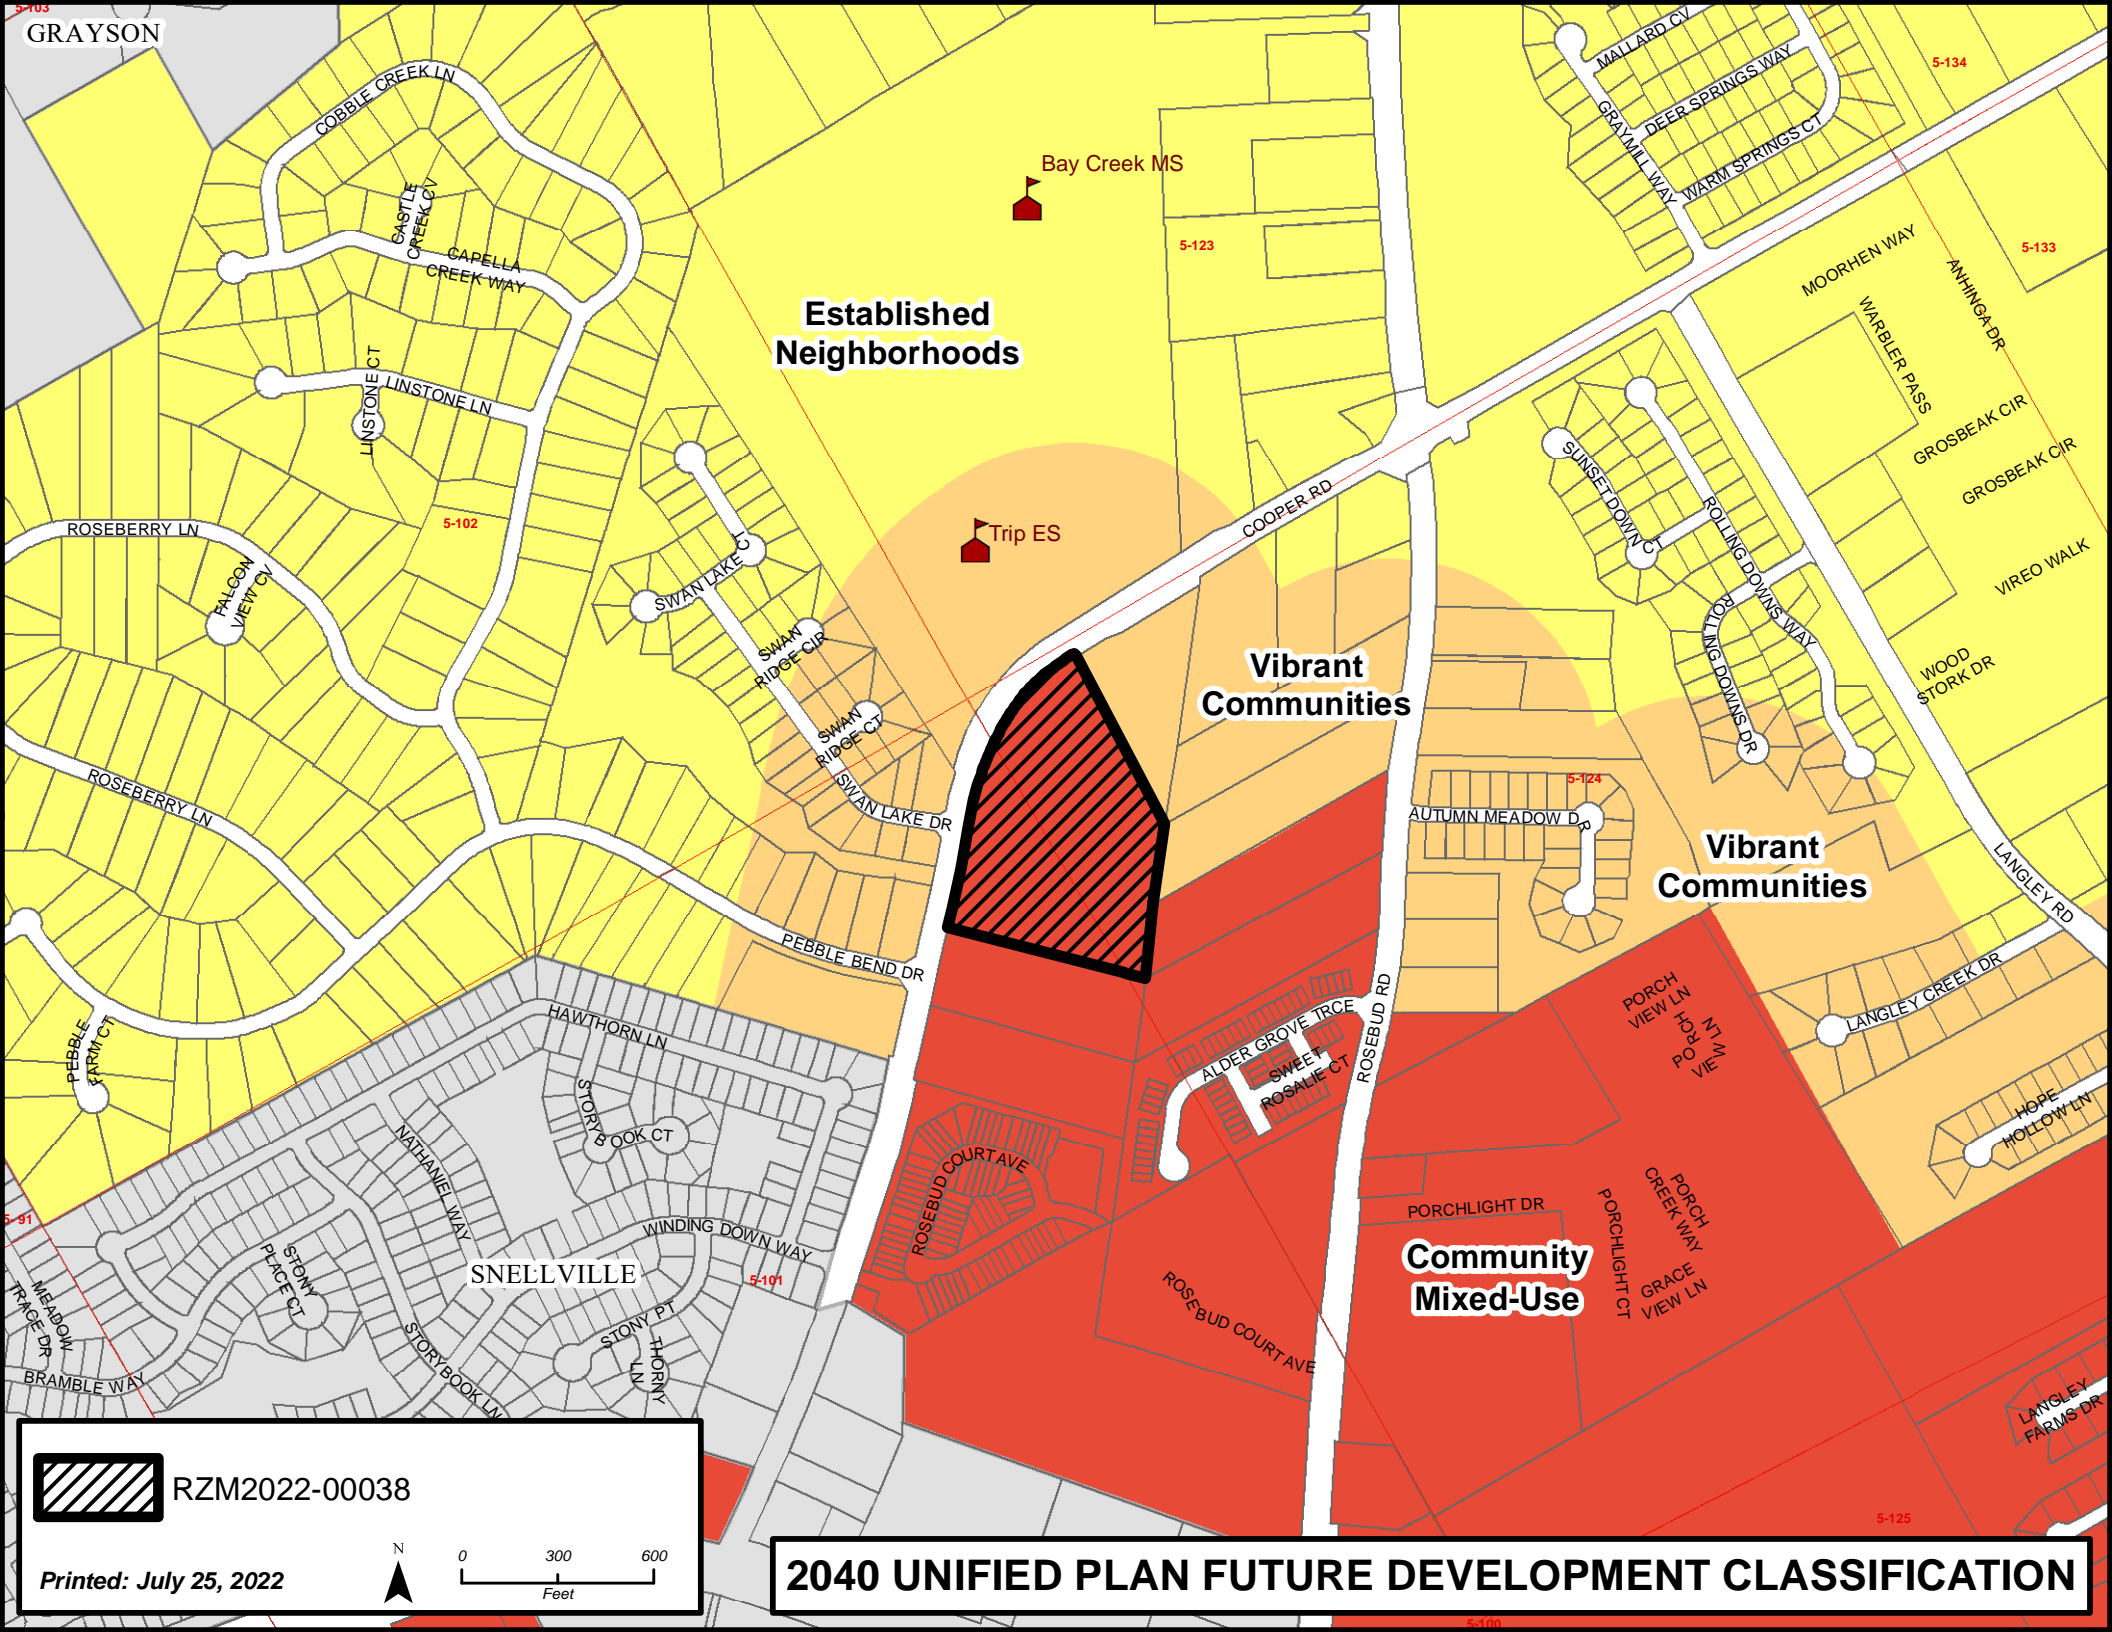 5-103
GRAYSON
COBBLE CREEK LN
CASTLE
CREEK CV
CAPELLA
CREEK WAY
LINSTONE CT
LINSTONE LN
5-102
ROSEBERRY LN
FALCON
VIEW CV
ROSEBERRY LN
PEBBLE
FARM CT
Bay Creek MS
5-123
Established
Neighborhoods
Trip ES
MALLARD CV
DEER SPRINGS WAY
GRAYMILL WAY
WARM SPRINGS CT
5-134
5-133
MOORHEN WAY
ANHINGA DR
WARBLER PASS
GROSBEAK CIR
GROSBEAK CIR
VIREO WALK
WOOD
STORK DR
COOPER RD
SUNSET DOWN CT
ROLLING DOWNS WAY
ROLLING DOWNS DR
SWAN LAKE CT
SWAN
RIDGE CIR
SWAN
RIDGE CT
SWAN LAKE DR
Vibrant
Communities
5-124
AUTUMN MEADOW DR
Vibrant
Communities
LANGLEY RD
PEBBLE BEND DR
HAWTHORN LN
STORYBOOK CT
NATHANIEL WAY
WINDING DOWN WAY
SNELLVILLE
5-101
5-91
STONY
PLACE CT
MEADOW
TRACE DR
BRAMBLE WAY
STORYBOOK LN
STONY PT
THORNY
LN
ALDER GROVE TRCE
SWEET
ROSALIE CT
ROSEBUD RD
ROSEBUD COURT AVE
ROSEBUD COURT AVE
PORCH
VIEW LN
PORCH
VIEW LN
LANGLEY CREEK DR
HOPE
HOLLOW LN
PORCHLIGHT DR
PORCH
CREEK WAY
PORCHLIGHT CT
GRACE
VIEW LN
Community
Mixed-Use
LANGLEY
FARMS DR
5-125
RZM2022-00038
Printed: July 25, 2022
N
0 300 600
Feet
2040 UNIFIED PLAN FUTURE DEVELOPMENT CLASSIFICATION
5-100